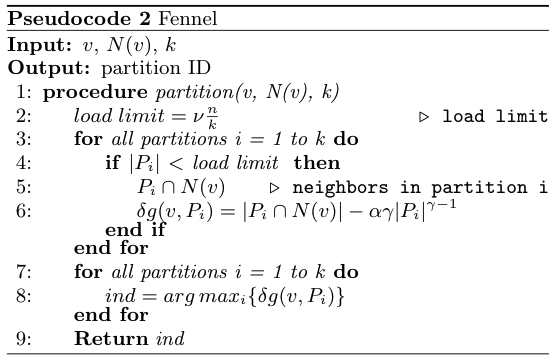 Pseudocode 2 Fennel
Input: v, N(v), k
Output: partition ID
1: procedure partition(v, N(v), k)
2: load limit = ν n/k ▷ load limit
3: for all partitions i = 1 to k do
4: if |P_i| < load limit then
5: P_i ∩ N(v) ▷ neighbors in partition i
6: δg(v, P_i) = |P_i ∩ N(v)| − αγ|P_i|^{γ−1}
end if
end for
7: for all partitions i = 1 to k do
8: ind = arg max_i{δg(v, P_i)}
end for
9: Return ind